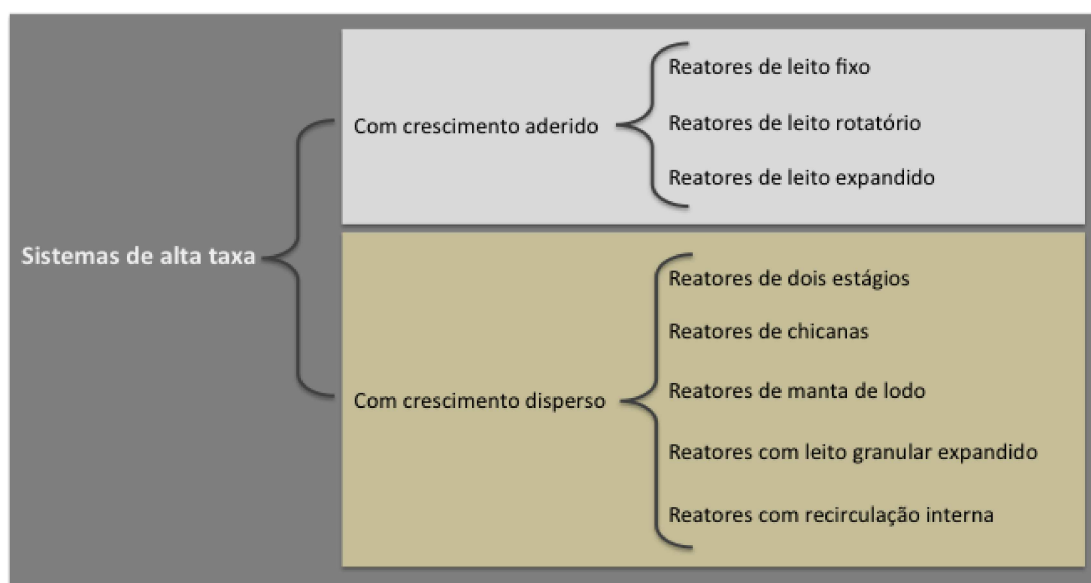 Sistemas de alta taxa
Com crescimento aderido
Reatores de leito fixo
Reatores de leito rotatório
Reatores de leito expandido
Com crescimento disperso
Reatores de dois estágios
Reatores de chicanas
Reatores de manta de lodo
Reatores com leito granular expandido
Reatores com recirculação interna